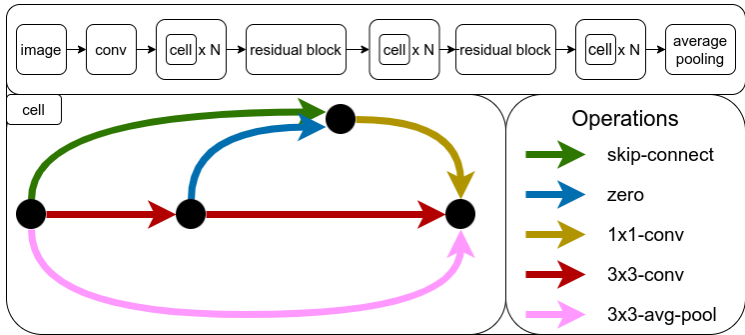 image
conv
cell x N
residual block
cell x N
residual block
cell x N
average
pooling
cell
Operations
skip-connect
zero
1x1-conv
3x3-conv
3x3-avg-pool